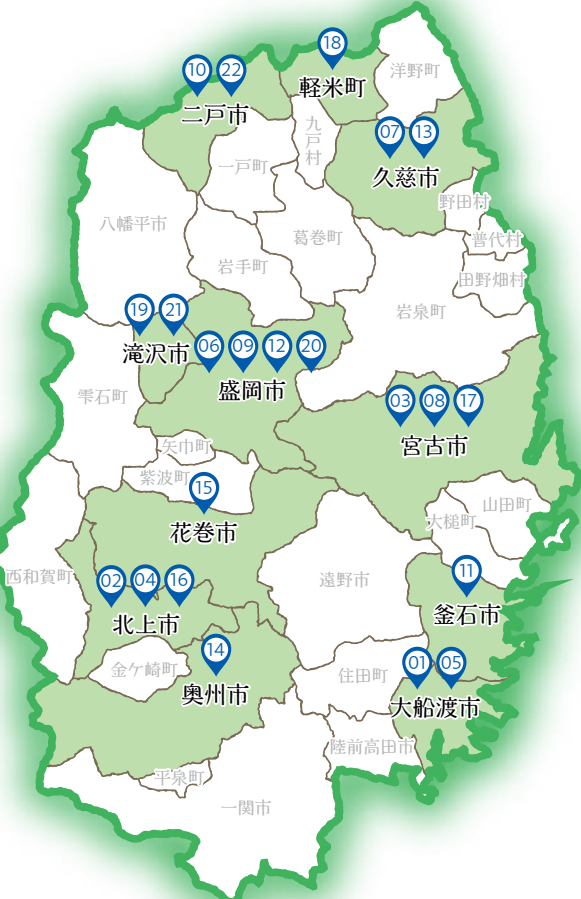 18
洋野町
10 22
軽米町
二戸市
九戸村
07 13
一戸町
久慈市
野田村
八幡平市
葛巻町
普代村
岩手町
田野畑村
19 21
岩泉町
滝沢市
06 09 12 20
盛岡市
雫石町
03 08 17
宮古市
矢巾町
紫波町
15
山田町
大槌町
花巻市
西和賀町
02 04 16
遠野市
11
釜石市
北上市
14
金ケ崎町
01 05
住田町
奥州市
大船渡市
陸前高田市
平泉町
一関市